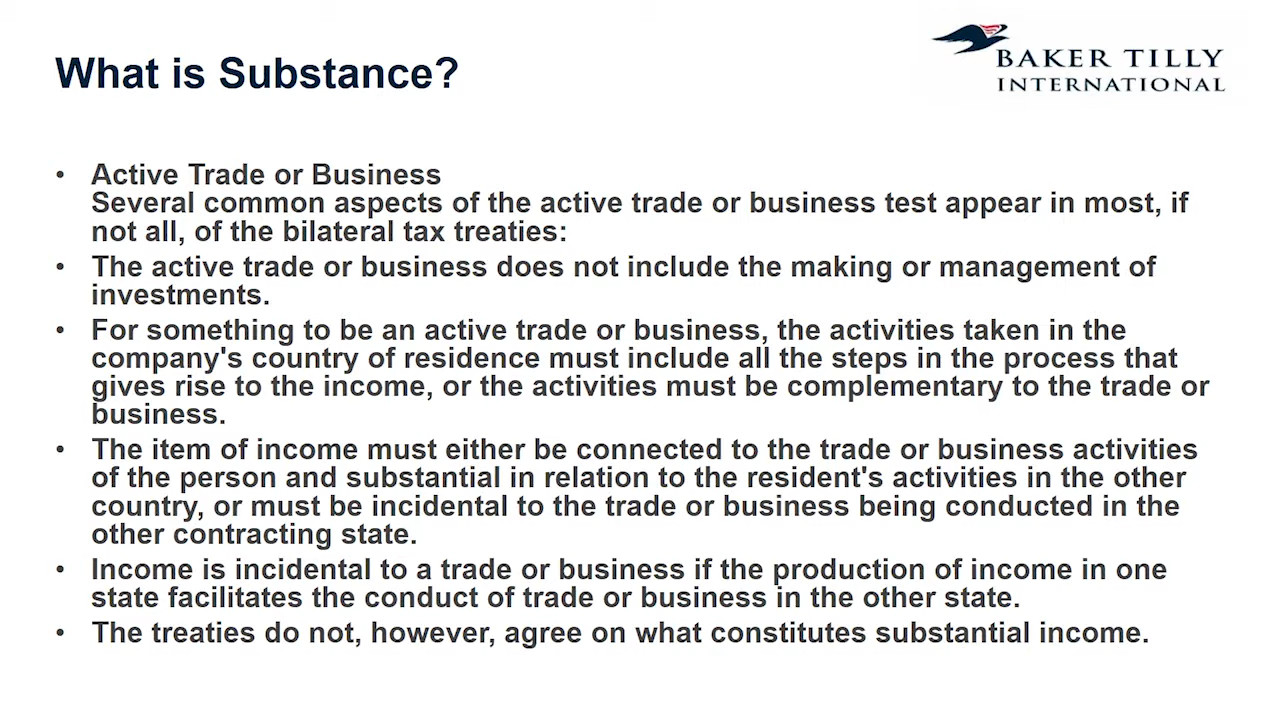 What is Substance?
BAKER TILLY
INTERNATIONAL
• Active Trade or Business
Several common aspects of the active trade or business test appear in most, if
not all, of the bilateral tax treaties:
• The active trade or business does not include the making or management of
investments.
• For something to be an active trade or business, the activities taken in the
company's country of residence must include all the steps in the process that
gives rise to the income, or the activities must be complementary to the trade or
business.
• The item of income must either be connected to the trade or business activities
of the person and substantial in relation to the resident's activities in the other
country, or must be incidental to the trade or business being conducted in the
other contracting state.
• Income is incidental to a trade or business if the production of income in one
state facilitates the conduct of trade or business in the other state.
• The treaties do not, however, agree on what constitutes substantial income.